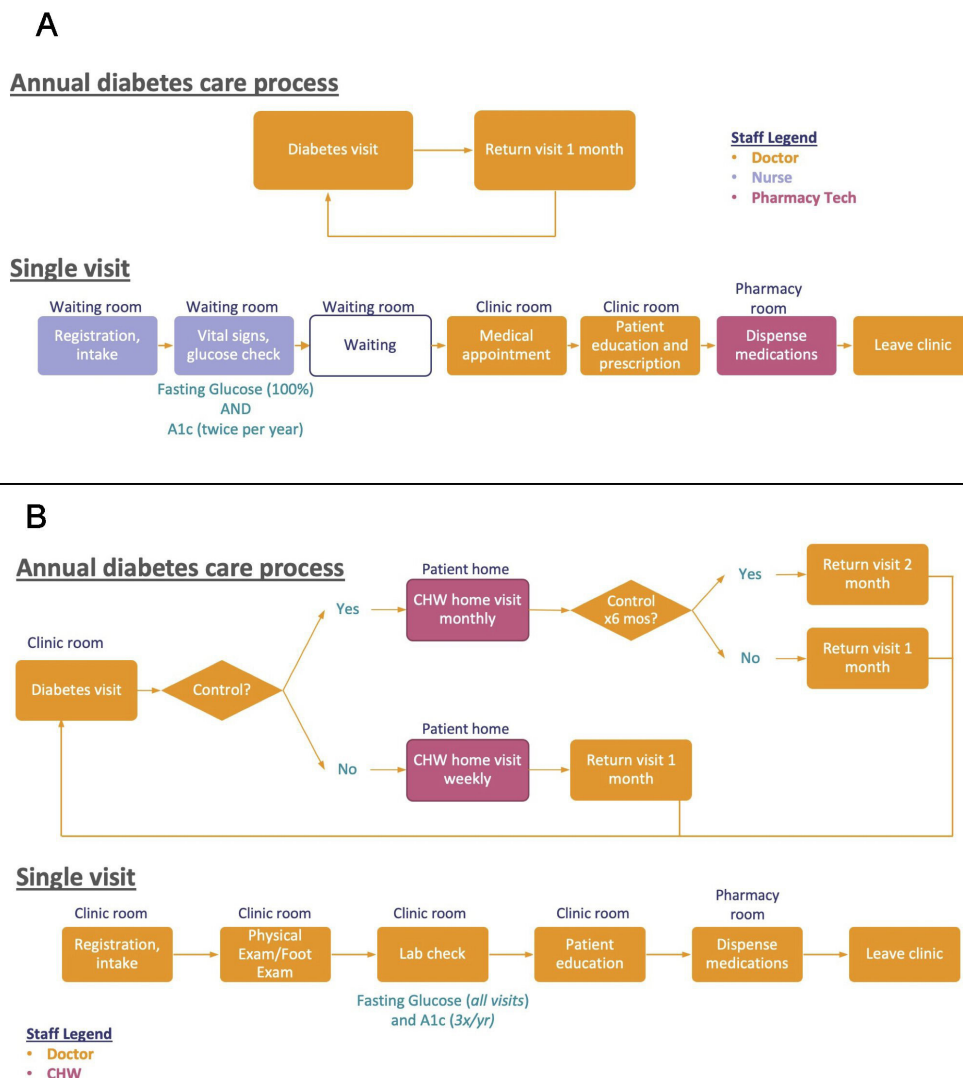 A
Annual diabetes care process
Diabetes visit
Return visit 1 month
Staff Legend
• Doctor
• Nurse
• Pharmacy Tech
Single visit
Waiting room
Registration,
intake
Waiting room
Vital signs,
glucose check
Fasting Glucose (100%)
AND
A1c (twice per year)
Waiting room
Waiting
Clinic room
Medical
appointment
Clinic room
Patient
education and
prescription
Pharmacy
room
Dispense
medications
Leave clinic
B
Annual diabetes care process
Clinic room
Diabetes visit
Control?
Yes
Patient home
CHW home visit
monthly
Control
x6 mos?
Yes
Return visit 2
month
No
Return visit 1
month
No
Patient home
CHW home visit
weekly
Return visit 1
month
Single visit
Clinic room
Registration,
intake
Clinic room
Physical
Exam/Foot
Exam
Clinic room
Lab check
Fasting Glucose (all visits)
and A1c (3x/yr)
Clinic room
Patient
education
Pharmacy
room
Dispense
medications
Leave clinic
Staff Legend
• Doctor
• CHW